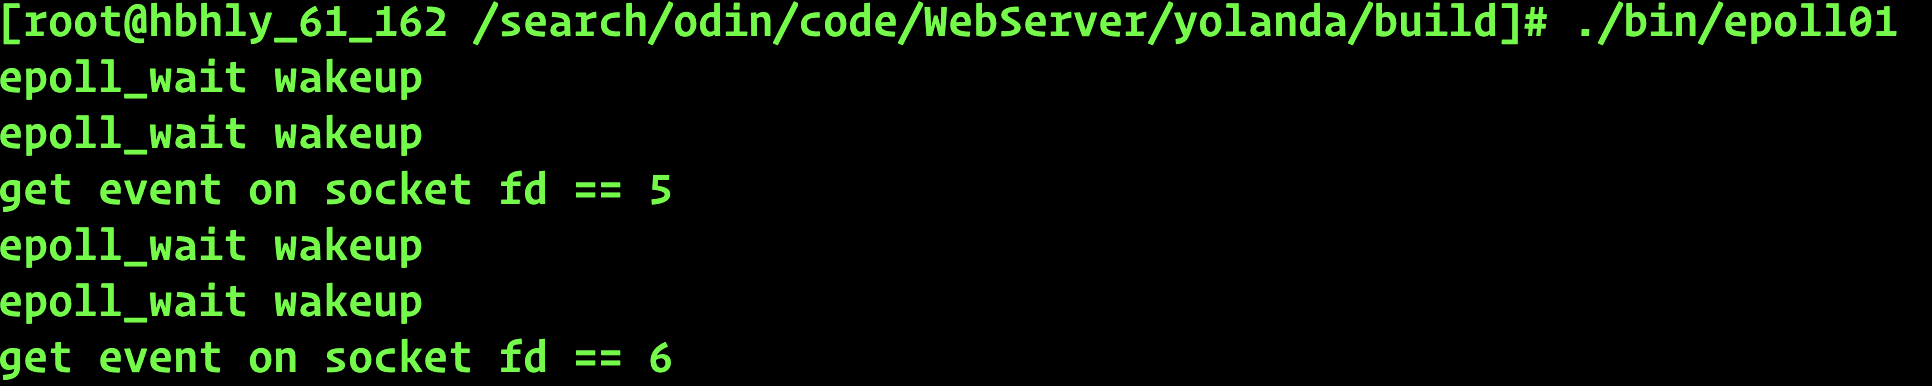 [root@hbhly_61_162 /search/odin/code/WebServer/yolanda/build]# ./bin/epoll01
epoll_wait wakeup
epoll_wait wakeup
get event on socket fd == 5
epoll_wait wakeup
epoll_wait wakeup
get event on socket fd == 6